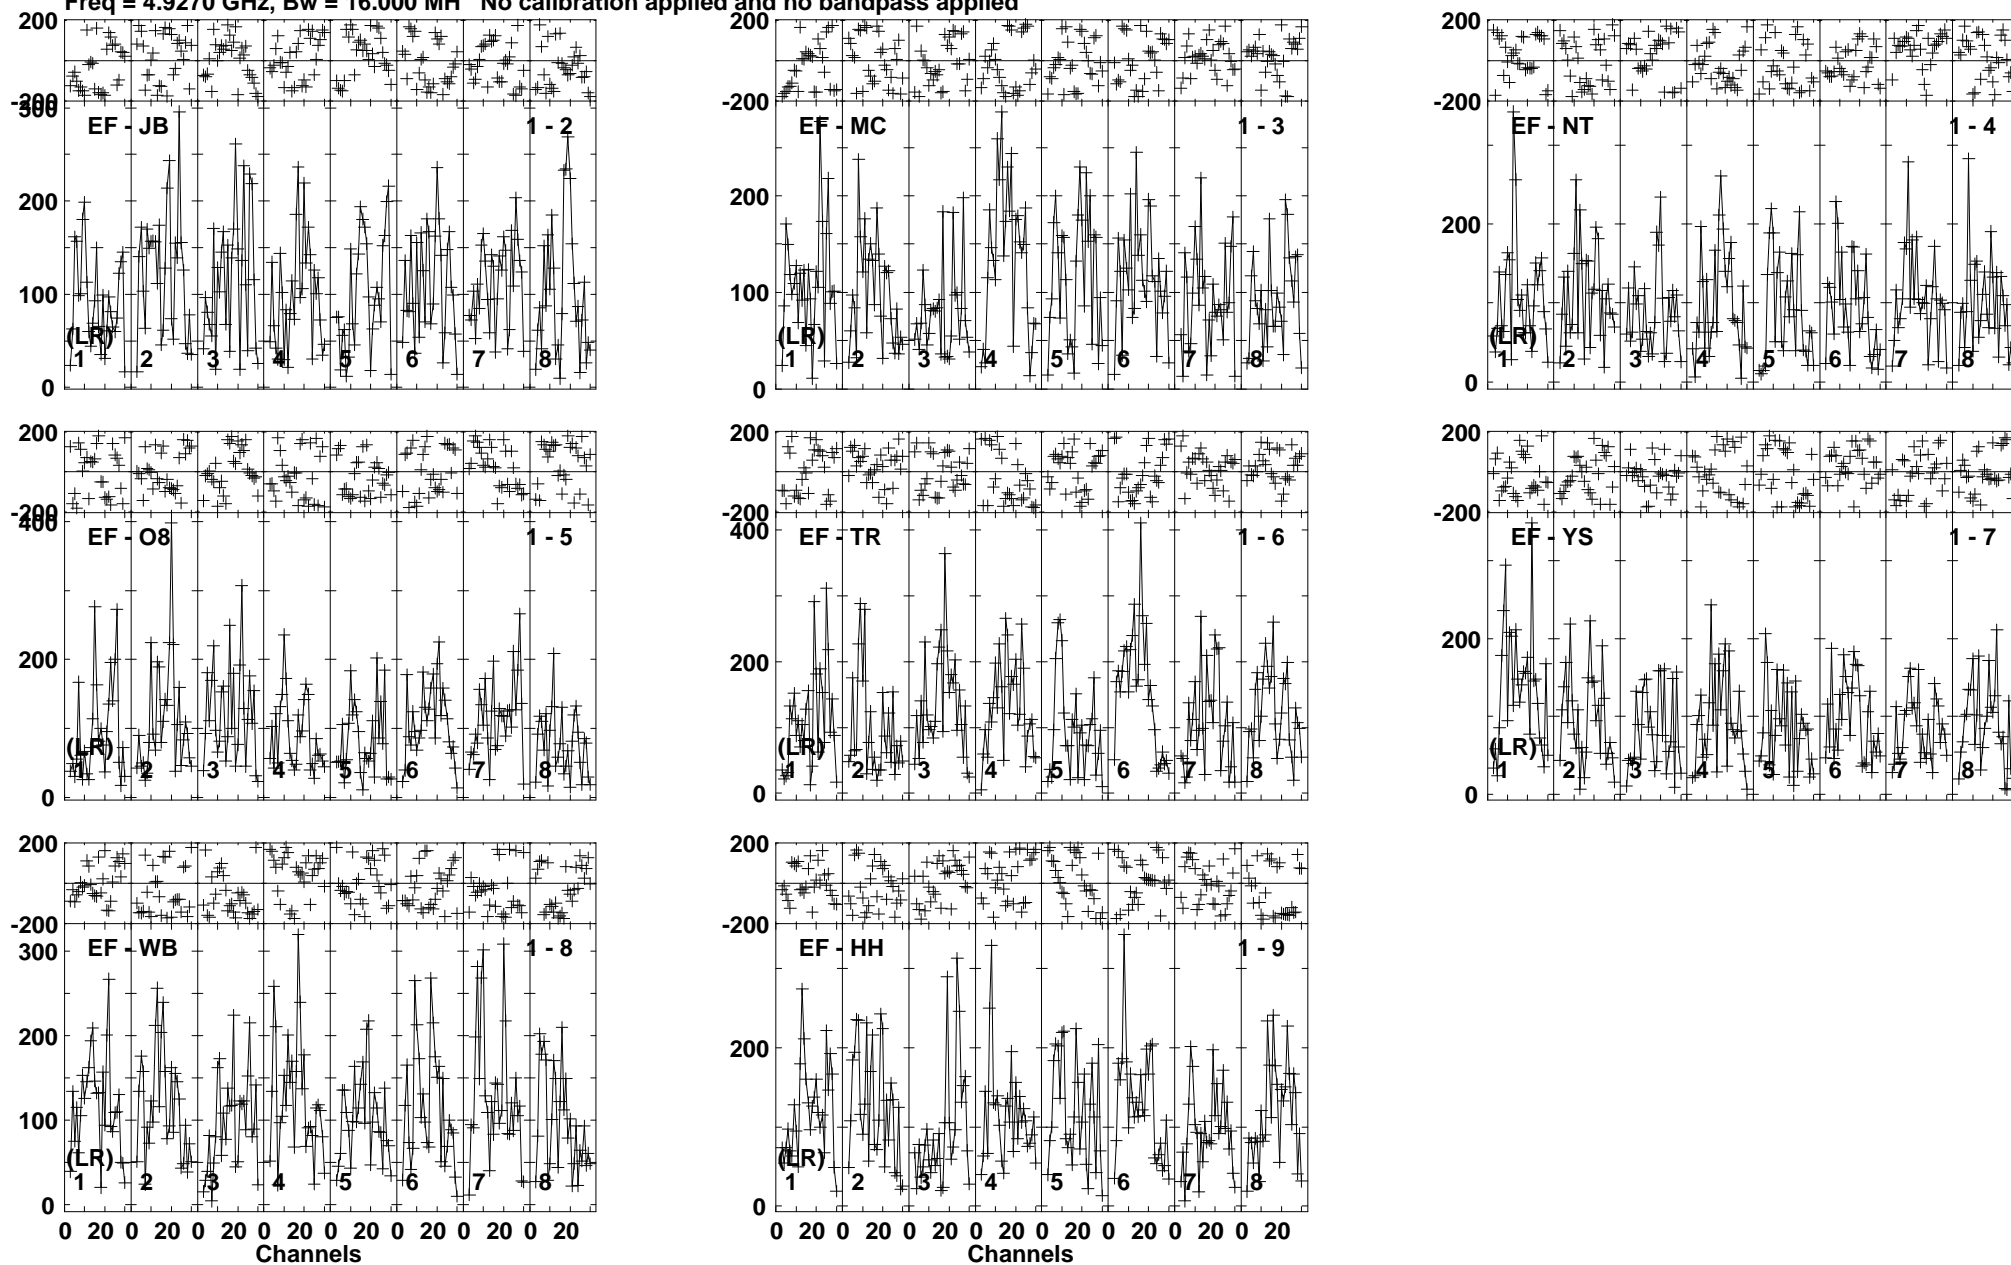 Freq = 4.9270 GHz, Bw = 16.000 MH No calibration applied and no bandpass applied
200
-200
300
EF - JB
1 - 2
200
100
(LR)
1 2 3 4 5 6 7 8
0
200
-200
EF - MC
1 - 3
200
100
(LR)
1 2 3 4 5 6 7 8
0
200
-200
EF - NT
1 - 4
200
(LR)
1 2 3 4 5 6 7 8
0
200
-200
400
EF - O8
1 - 5
200
(LR)
1 2 3 4 5 6 7 8
0
200
-200
400
EF - TR
1 - 6
200
(LR)
1 2 3 4 5 6 7 8
0
200
-200
EF - YS
1 - 7
200
(LR)
1 2 3 4 5 6 7 8
0
200
-200
300
EF - WB
1 - 8
200
100
(LR)
1 2 3 4 5 6 7 8
0
0 20 0 20 0 20 0 20 0 20 0 20 0 20 0 20
Channels
200
-200
EF - HH
1 - 9
200
(LR)
1 2 3 4 5 6 7 8
0
0 20 0 20 0 20 0 20 0 20 0 20 0 20 0 20
Channels